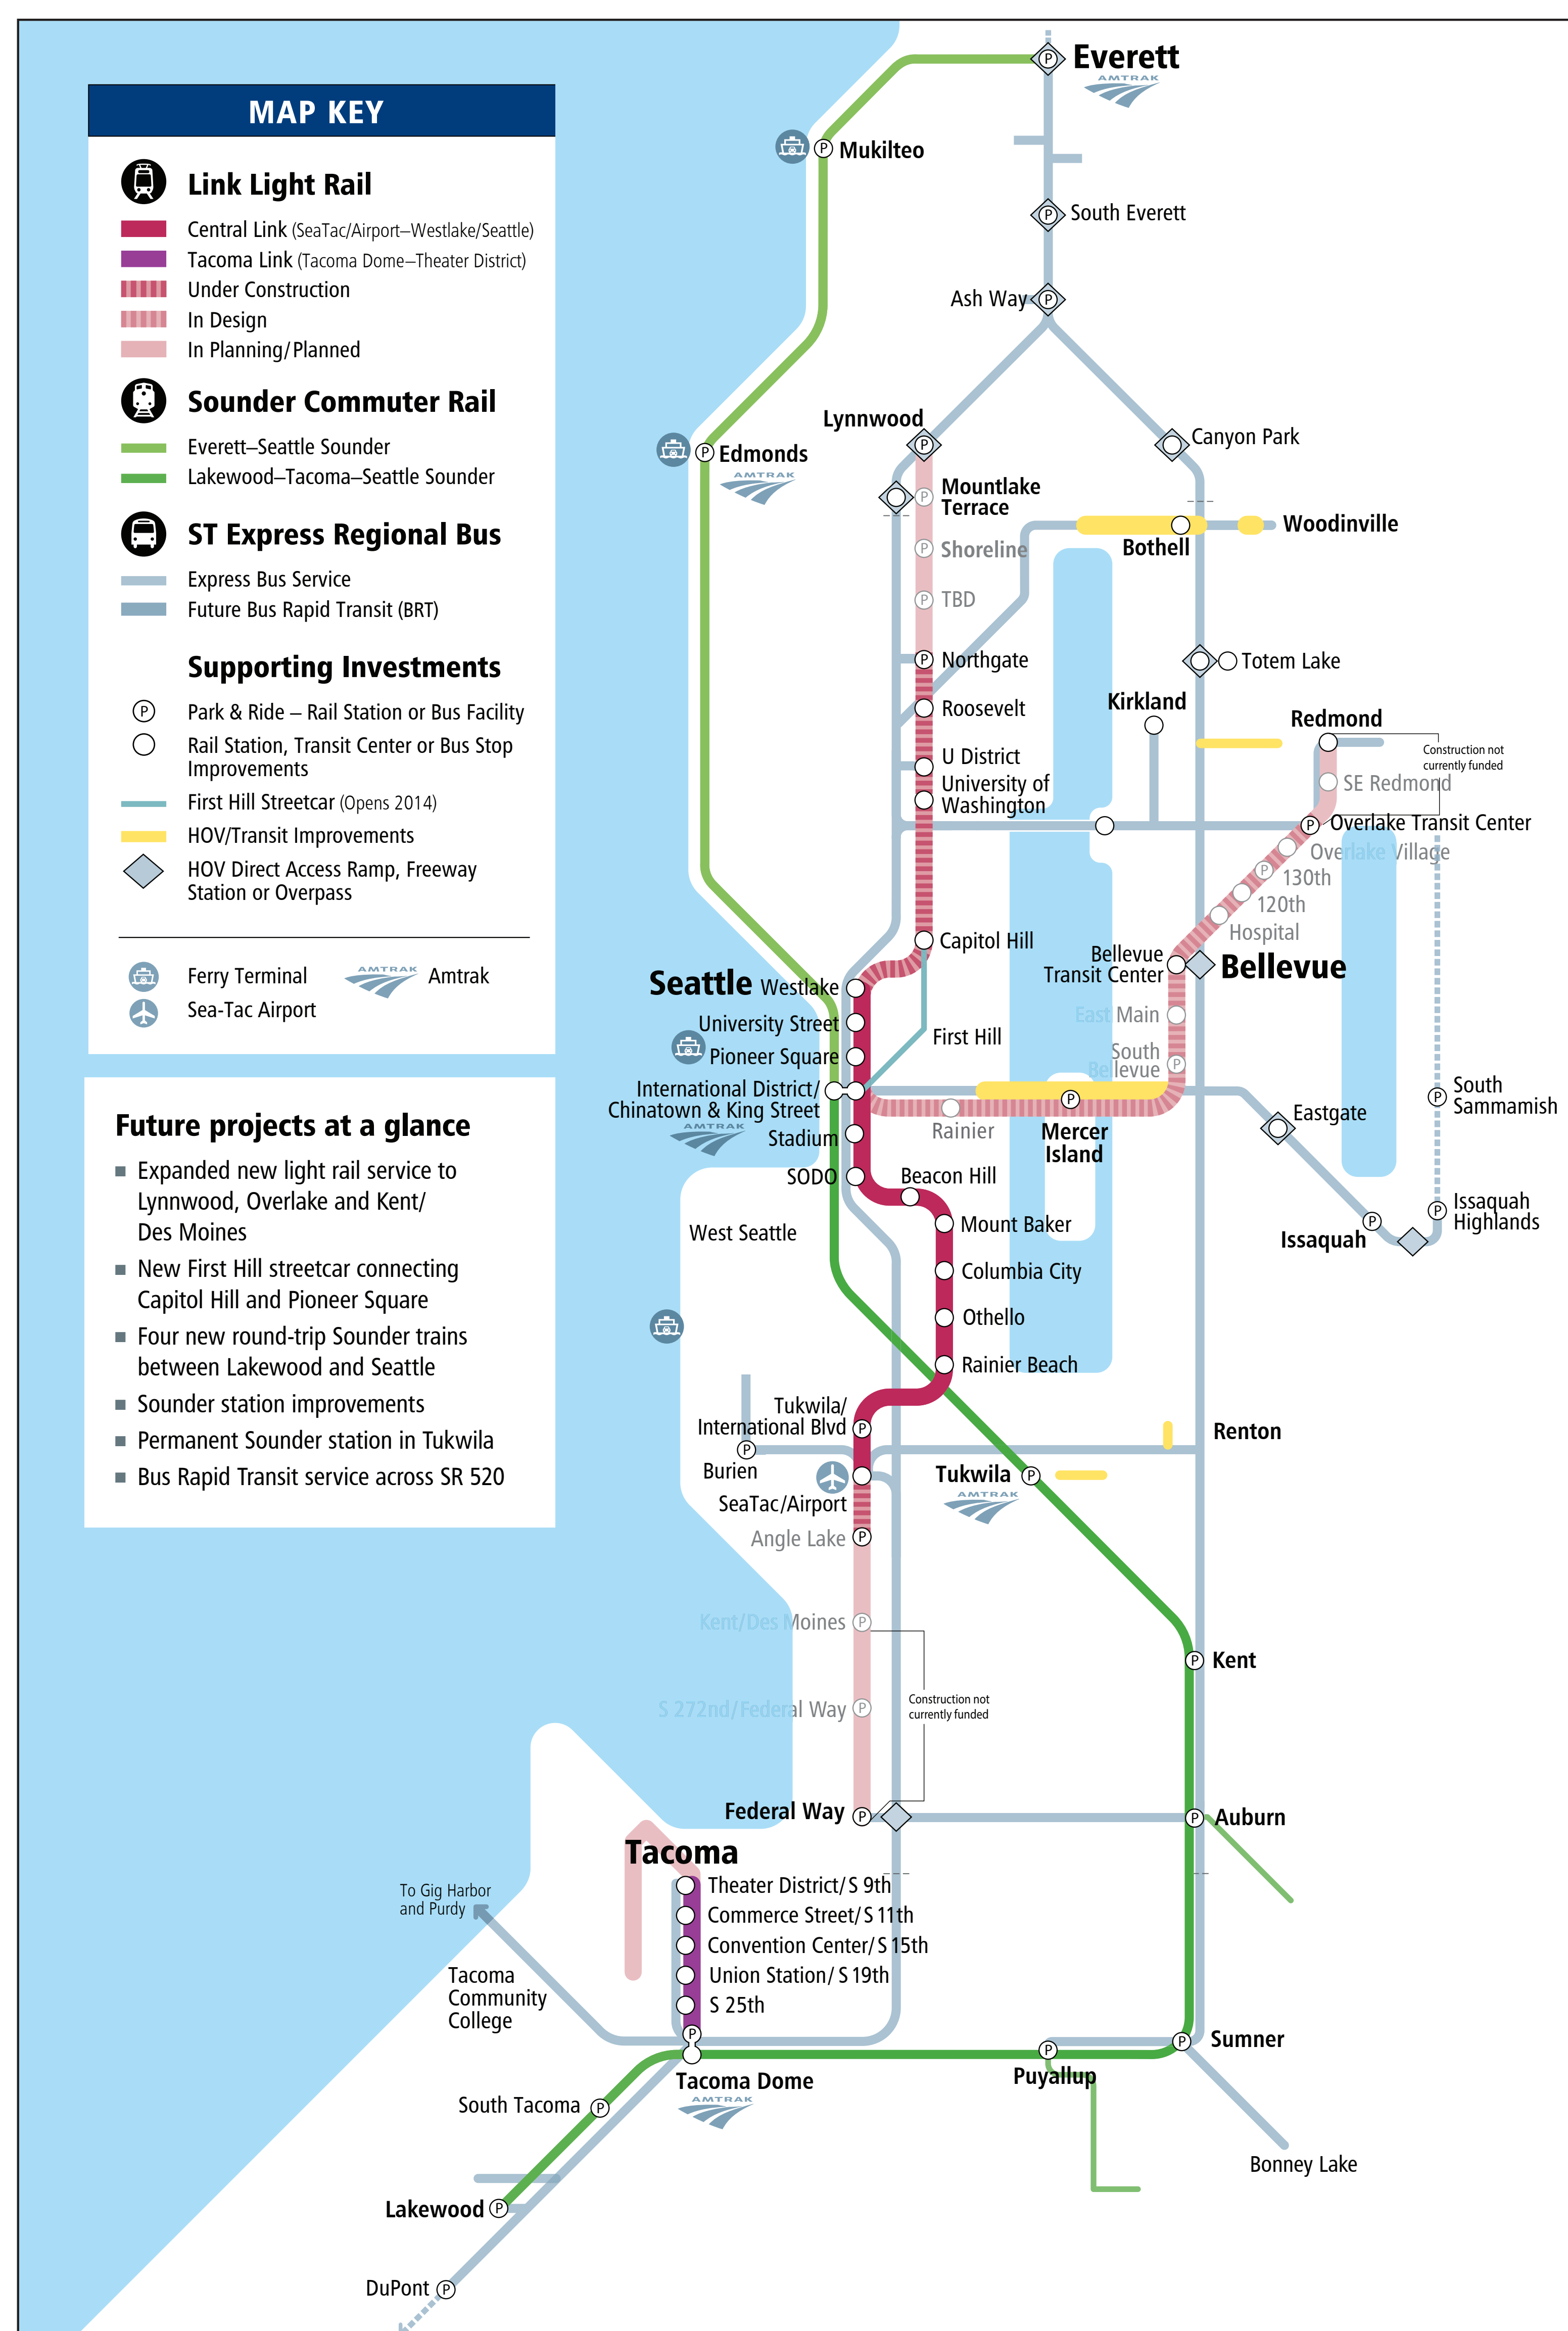 MAP KEY
Link Light Rail
Central Link (SeaTac/Airport–Westlake/Seattle)
Tacoma Link (Tacoma Dome–Theater District)
Under Construction
In Design
In Planning/Planned
Sounder Commuter Rail
Everett–Seattle Sounder
Lakewood–Tacoma–Seattle Sounder
ST Express Regional Bus
Express Bus Service
Future Bus Rapid Transit (BRT)
Supporting Investments
P
Park & Ride – Rail Station or Bus Facility
Rail Station, Transit Center or Bus Stop
Improvements
First Hill Streetcar (Opens 2014)
HOV/Transit Improvements
HOV Direct Access Ramp, Freeway
Station or Overpass
Ferry Terminal
AMTRAK
Amtrak
Sea-Tac Airport
Future projects at a glance
Expanded new light rail service to
Lynnwood, Overlake and Kent/
Des Moines
New First Hill streetcar connecting
Capitol Hill and Pioneer Square
Four new round-trip Sounder trains
between Lakewood and Seattle
Sounder station improvements
Permanent Sounder station in Tukwila
Bus Rapid Transit service across SR 520
P
Everett
AMTRAK
P
Mukilteo
P
South Everett
Ash Way
P
Lynnwood
P
Canyon Park
P
Edmonds
AMTRAK
P
Mountlake
Terrace
Woodinville
Bothell
P
Shoreline
P
TBD
P
Northgate
Totem Lake
Roosevelt
Kirkland
Redmond
Construction not
currently funded
U District
University of
Washington
SE Redmond
P
Overlake Transit Center
Overlake Village
P
130th
120th
Hospital
Capitol Hill
Bellevue
Transit Center
Bellevue
Seattle
Westlake
University Street
East Main
First Hill
Pioneer Square
South
Bellevue
P
International District/
Chinatown & King Street
AMTRAK
P
South
Sammamish
Rainier
P
Mercer
Island
Eastgate
Stadium
SODO
Beacon Hill
West Seattle
Mount Baker
P
Issaquah
Highlands
P
Issaquah
Columbia City
Othello
Rainier Beach
Tukwila/
International Blvd
P
Renton
P
Burien
Tukwila
P
AMTRAK
SeaTac/Airport
Angle Lake
P
Kent/Des Moines
P
P
Kent
S 272nd/Federal Way
P
Construction not
currently funded
Federal Way
P
P
Auburn
Tacoma
Theater District/S 9th
To Gig Harbor
and Purdy
Commerce Street/S 11th
Convention Center/S 15th
Union Station/S 19th
Tacoma
Community
College
S 25th
P
P
Sumner
P
Puyallup
Tacoma Dome
AMTRAK
South Tacoma
P
Bonney Lake
Lakewood
P
DuPont
P